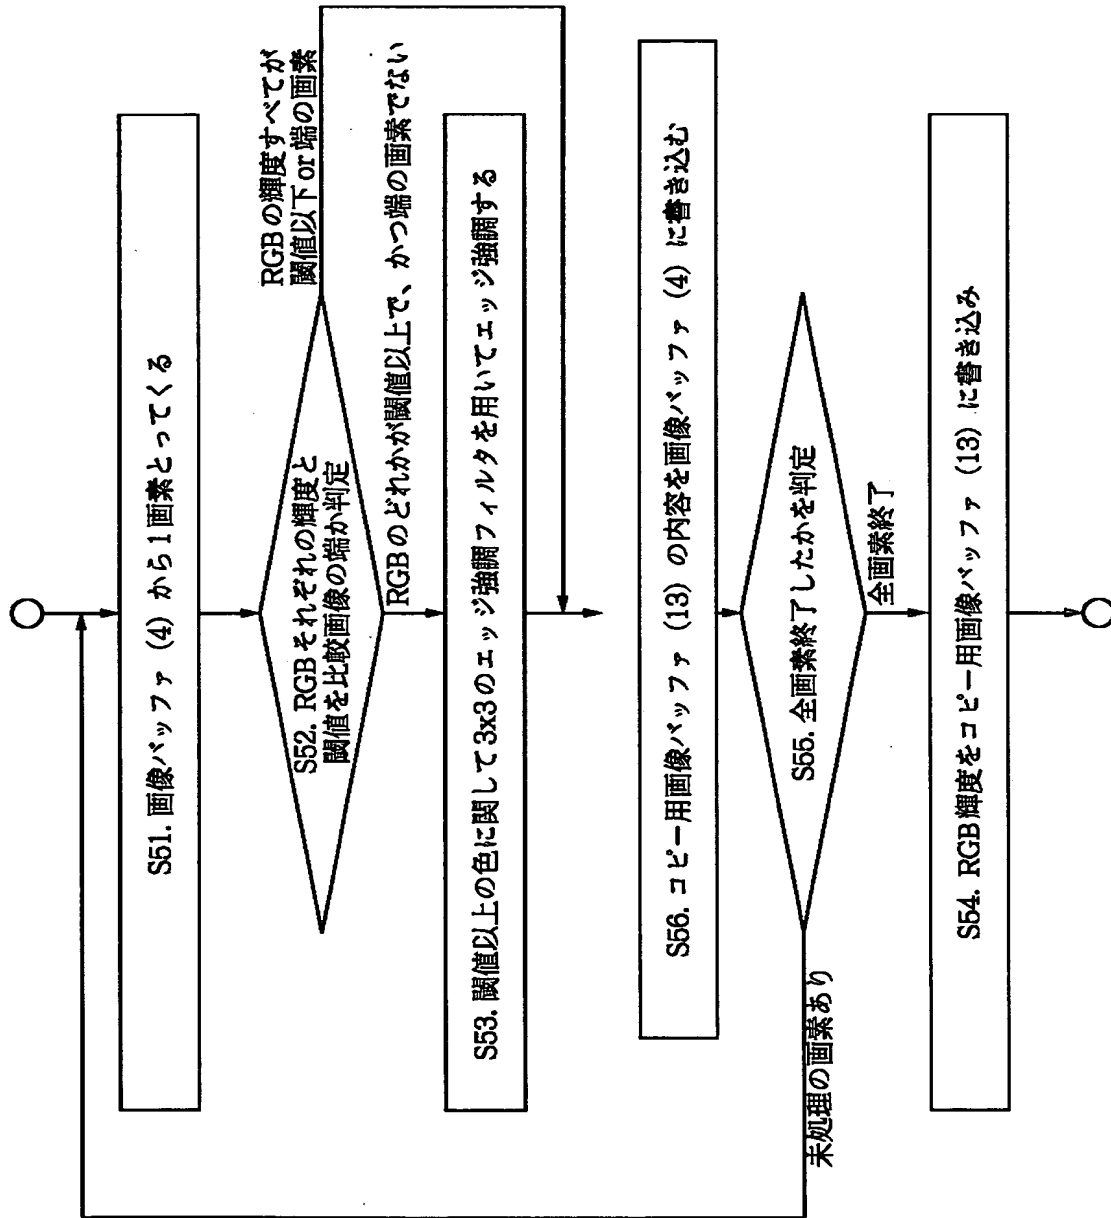 S51. 画像バッファ (4) から1画素とってくる
S52. RGBそれぞれの輝度と
閾値を比較画像の端か判定
RGBの輝度すべてが
閾値以下 or 端の画素
RGBのどれかが閾値以上で、かつ端の画素でない
S53. 閾値以上の色に関して3x3のエッジ強調フィルタを用いてエッジ強調する
S56. コピー用画像バッファ (13) の内容を画像バッファ (4) に書き込む
S55. 全画素終了したかを判定
未処理の画素あり
全画素終了
S54. RGB輝度をコピー用画像バッファ (13) に書き込み